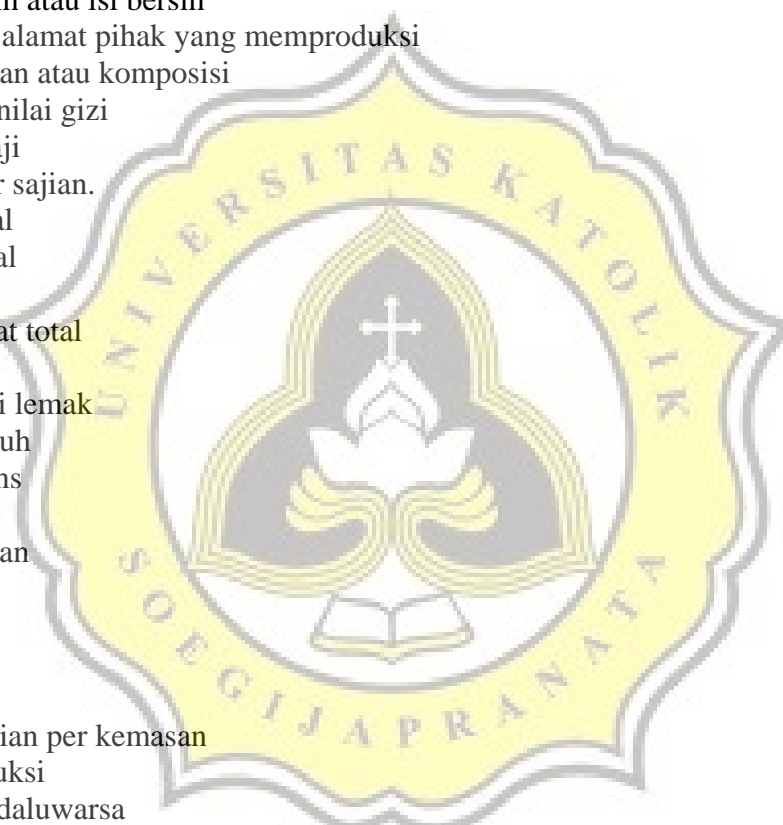 atau isi bersih
alamat pihak yang memproduksi
an atau komposisi
nilai gizi
ji
r sajian.
al
al
at total
i lemak
uh
ns
an
ian per kemasan
uksi
daluwarsa
UNIVERSITAS KATOLIK
SOEGIJAPRANATA